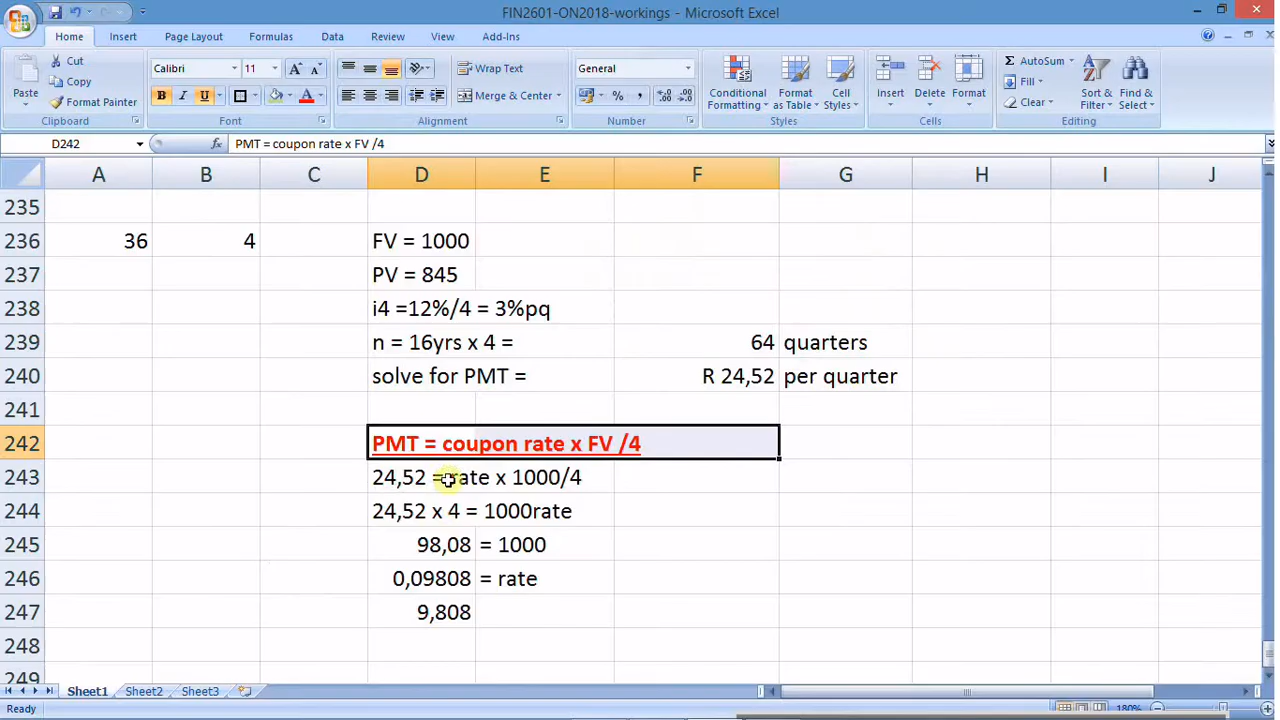 FIN2601-ON2018-workings - Microsoft Excel
Home Insert Page Layout Formulas Data Review View Add-Ins
Paste
Cut
Copy
Format Painter
Clipboard
Calibri 11
B I U
Font
Wrap Text
Merge & Center
Alignment
General
Number
Conditional Formatting
Format as Table
Cell Styles
Styles
Insert
Delete
Format
Cells
AutoSum
Fill
Clear
Sort & Filter
Find & Select
Editing
D242 fx PMT = coupon rate x FV /4
A B C D E F G H I J
235
236 36 4 FV = 1000
237 PV = 845
238 i4 =12%/4 = 3%pq
239 n = 16yrs x 4 = 64 quarters
240 solve for PMT = R 24,52 per quarter
241
242 PMT = coupon rate x FV /4
243 24,52 = rate x 1000/4
244 24,52 x 4 = 1000rate
245 98,08 = 1000
246 0,09808 = rate
247 9,808
248
249
Sheet1 Sheet2 Sheet3
Ready 180%